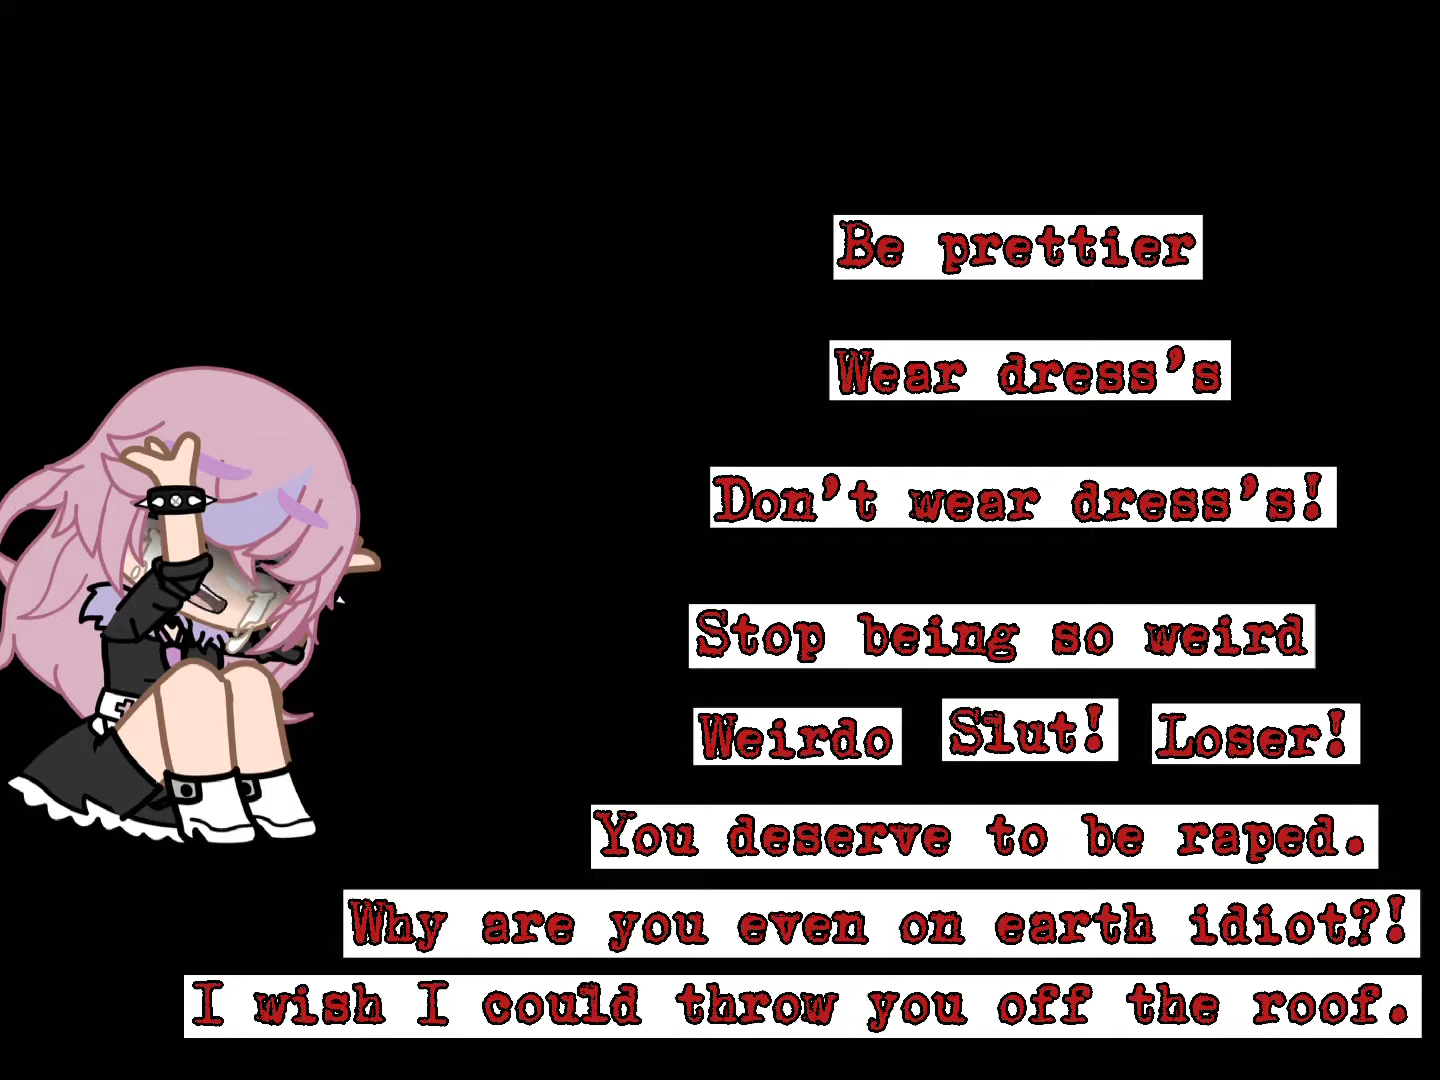 Be prettier
Wear dress's
Don't wear dress's!
Stop being so weird
Weirdo Slut! Loser!
You deserve to be raped.
Why are you even on earth idiot?!
I wish I could throw you off the roof.